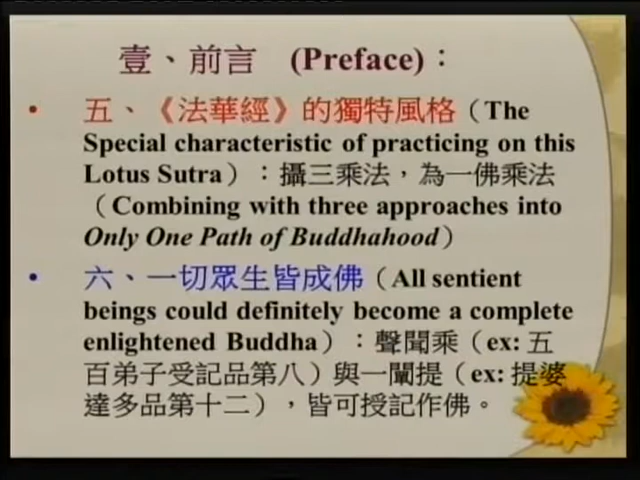 壹、前言 (Preface)：
• 五、《法華經》的獨特風格（The
Special characteristic of practicing on this
Lotus Sutra）：攝三乘法，為一佛乘法
（Combining with three approaches into
Only One Path of Buddhahood）
• 六、一切眾生皆成佛（All sentient
beings could definitely become a complete
enlightened Buddha）：聲聞乘（ex: 五
百弟子受記品第八）與一闡提（ex: 提婆
達多品第十二），皆可授記作佛。